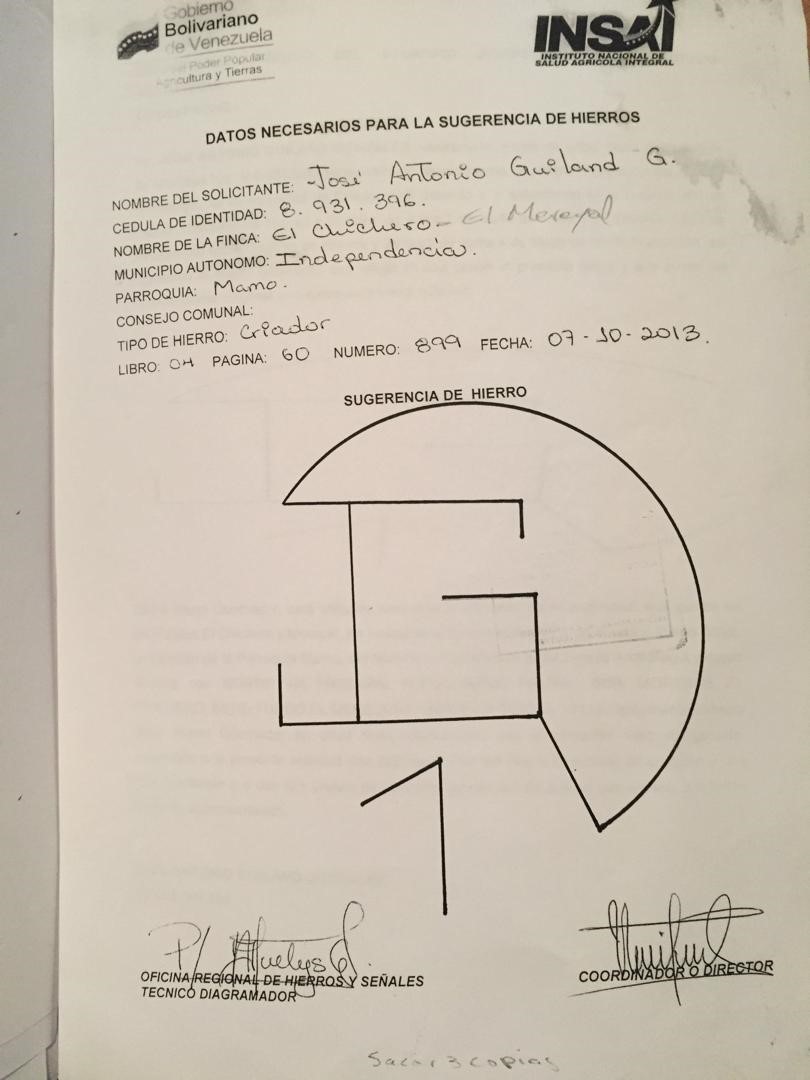 Gobierno
Bolivariano
de Venezuela
Poder Popular
Agricultura y Tierras
INSAI
INSTITUTO NACIONAL DE
SALUD AGRICOLA INTEGRAL
DATOS NECESARIOS PARA LA SUGERENCIA DE HIERROS
NOMBRE DEL SOLICITANTE: José Antonio Guiland G.
CEDULA DE IDENTIDAD: 8.931.396.
NOMBRE DE LA FINCA: El Chichero - El Mereyal
MUNICIPIO AUTONOMO: Independencia.
PARROQUIA: Mamo.
CONSEJO COMUNAL:
TIPO DE HIERRO: Criador
LIBRO: 04 PAGINA: 60 NUMERO: 899 FECHA: 07-10-2013.
SUGERENCIA DE HIERRO
P/
OFICINA REGIONAL DE HIERROS Y SEÑALES
TECNICO DIAGRAMADOR
COORDINADOR O DIRECTOR
Sacar 3 copias